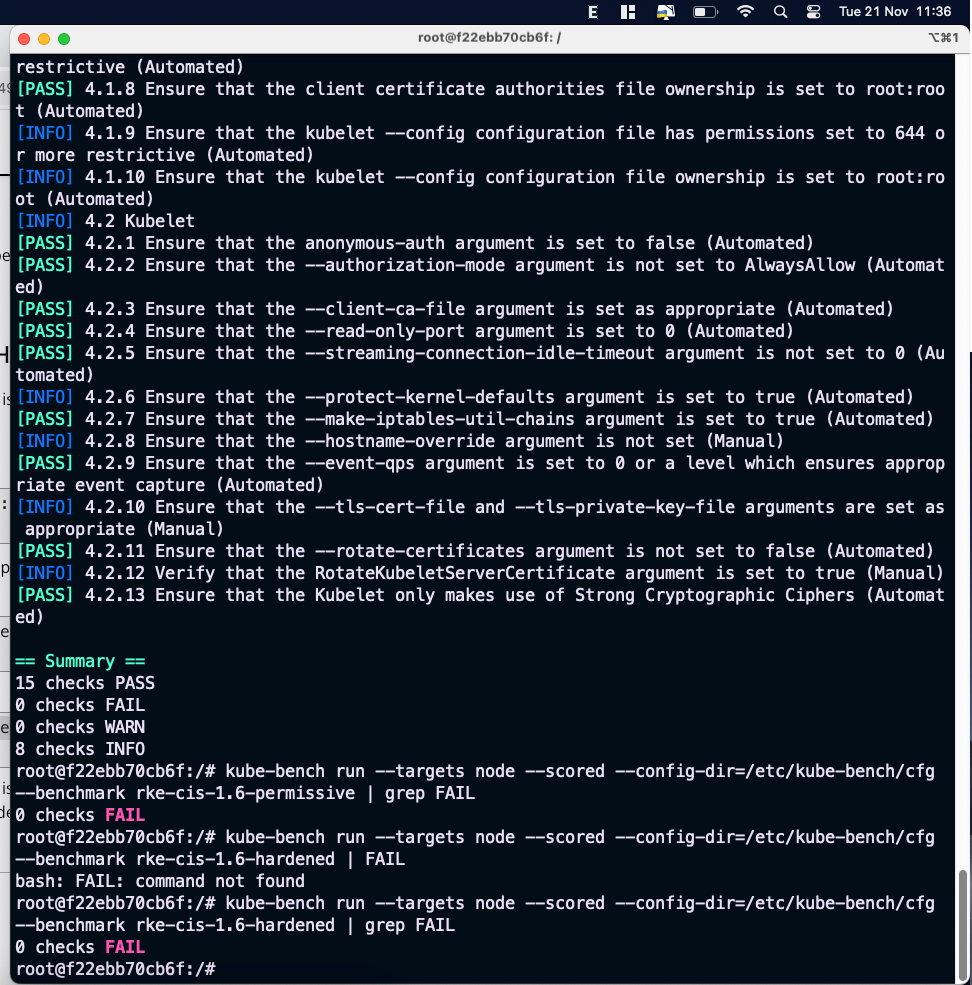 E
Tue 21 Nov 11:36
root@f22ebb70cb6f: /
⌥⌘1
restrictive (Automated)
[PASS] 4.1.8 Ensure that the client certificate authorities file ownership is set to root:roo
t (Automated)
[INFO] 4.1.9 Ensure that the kubelet --config configuration file has permissions set to 644 o
r more restrictive (Automated)
[INFO] 4.1.10 Ensure that the kubelet --config configuration file ownership is set to root:ro
ot (Automated)
[INFO] 4.2 Kubelet
[PASS] 4.2.1 Ensure that the anonymous-auth argument is set to false (Automated)
[PASS] 4.2.2 Ensure that the --authorization-mode argument is not set to AlwaysAllow (Automat
ed)
[PASS] 4.2.3 Ensure that the --client-ca-file argument is set as appropriate (Automated)
[PASS] 4.2.4 Ensure that the --read-only-port argument is set to 0 (Automated)
[PASS] 4.2.5 Ensure that the --streaming-connection-idle-timeout argument is not set to 0 (Au
tomated)
[INFO] 4.2.6 Ensure that the --protect-kernel-defaults argument is set to true (Automated)
[PASS] 4.2.7 Ensure that the --make-iptables-util-chains argument is set to true (Automated)
[INFO] 4.2.8 Ensure that the --hostname-override argument is not set (Manual)
[PASS] 4.2.9 Ensure that the --event-qps argument is set to 0 or a level which ensures approp
riate event capture (Automated)
[INFO] 4.2.10 Ensure that the --tls-cert-file and --tls-private-key-file arguments are set as
 appropriate (Manual)
[PASS] 4.2.11 Ensure that the --rotate-certificates argument is not set to false (Automated)
[INFO] 4.2.12 Verify that the RotateKubeletServerCertificate argument is set to true (Manual)
[PASS] 4.2.13 Ensure that the Kubelet only makes use of Strong Cryptographic Ciphers (Automat
ed)
== Summary ==
15 checks PASS
0 checks FAIL
0 checks WARN
8 checks INFO
root@f22ebb70cb6f:/# kube-bench run --targets node --scored --config-dir=/etc/kube-bench/cfg
--benchmark rke-cis-1.6-permissive | grep FAIL
0 checks FAIL
root@f22ebb70cb6f:/# kube-bench run --targets node --scored --config-dir=/etc/kube-bench/cfg
--benchmark rke-cis-1.6-hardened | FAIL
bash: FAIL: command not found
root@f22ebb70cb6f:/# kube-bench run --targets node --scored --config-dir=/etc/kube-bench/cfg
--benchmark rke-cis-1.6-hardened | grep FAIL
0 checks FAIL
root@f22ebb70cb6f:/#